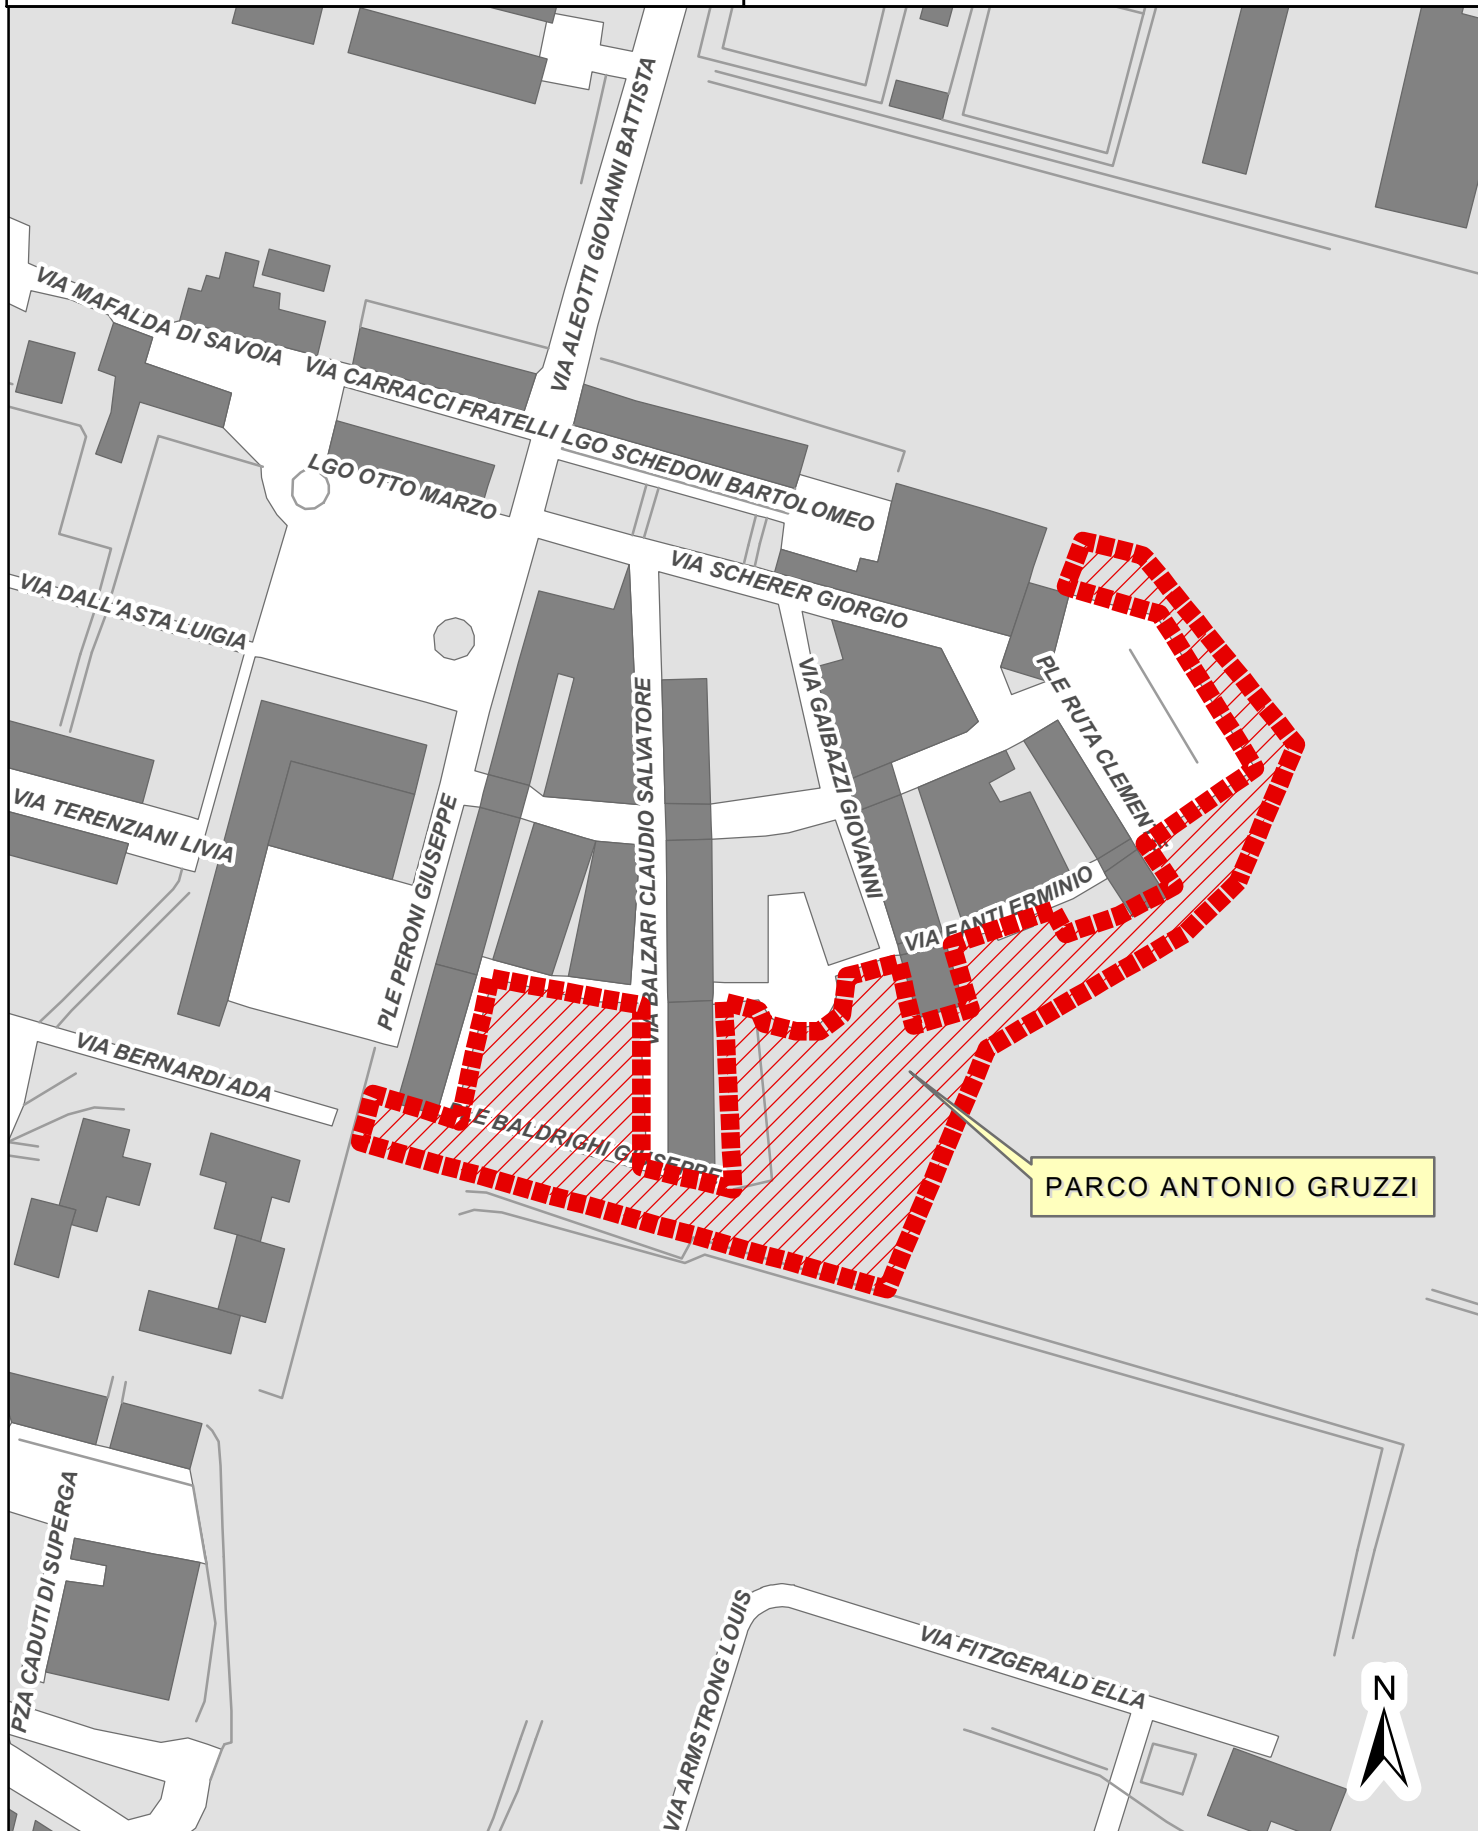 VIA ALEOTTI GIOVANNI BATTISTA
VIA MAFALDA DI SAVOIA
VIA CARRACCI FRATELLI
LGO SCHEDONI BARTOLOMEO
LGO OTTO MARZO
VIA SCHERER GIORGIO
VIA DALL'ASTA LUIGIA
PLE RUTA CLEMENTE
VIA GAIBAZZI GIOVANNI
VIA BALZARI CLAUDIO SALVATORE
VIA TERENZIANI LIVIA
PLE PERONI GIUSEPPE
VIA FANTI ERMINIO
VIA BERNARDI ADA
PLE BALDRIGHI GIUSEPPE
PARCO ANTONIO GRUZZI
PZA CADUTI DI SUPERGA
VIA ARMSTRONG LOUIS
VIA FITZGERALD ELLA
N